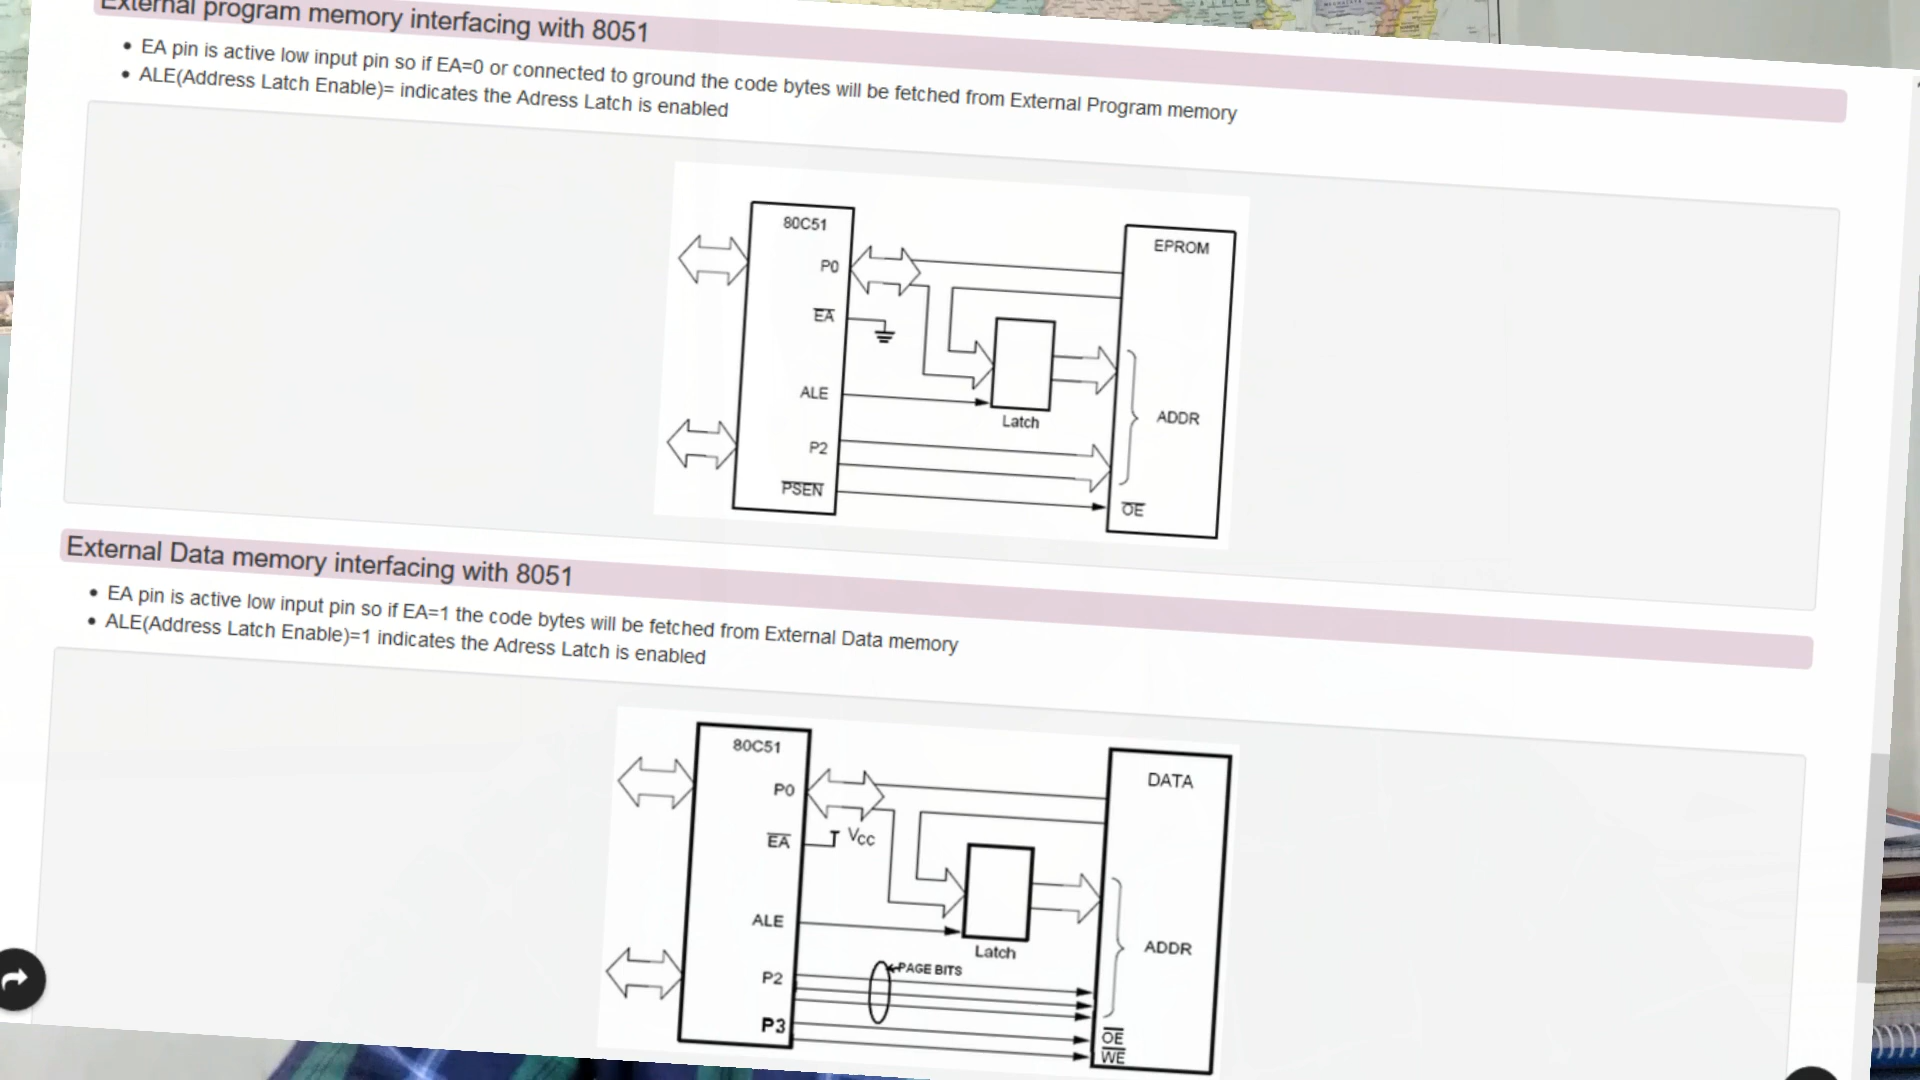 External program memory interfacing with 8051
EA pin is active low input pin so if EA=0 or connected to ground the code bytes will be fetched from External Program memory
ALE(Address Latch Enable)= indicates the Adress Latch is enabled
80C51
EPROM
P0
EA
ALE
Latch
ADDR
P2
PSEN
OE
External Data memory interfacing with 8051
EA pin is active low input pin so if EA=1 the code bytes will be fetched from External Data memory
ALE(Address Latch Enable)=1 indicates the Adress Latch is enabled
80C51
DATA
P0
EA
Vcc
ALE
Latch
ADDR
PAGE BITS
P2
P3
OE
WE